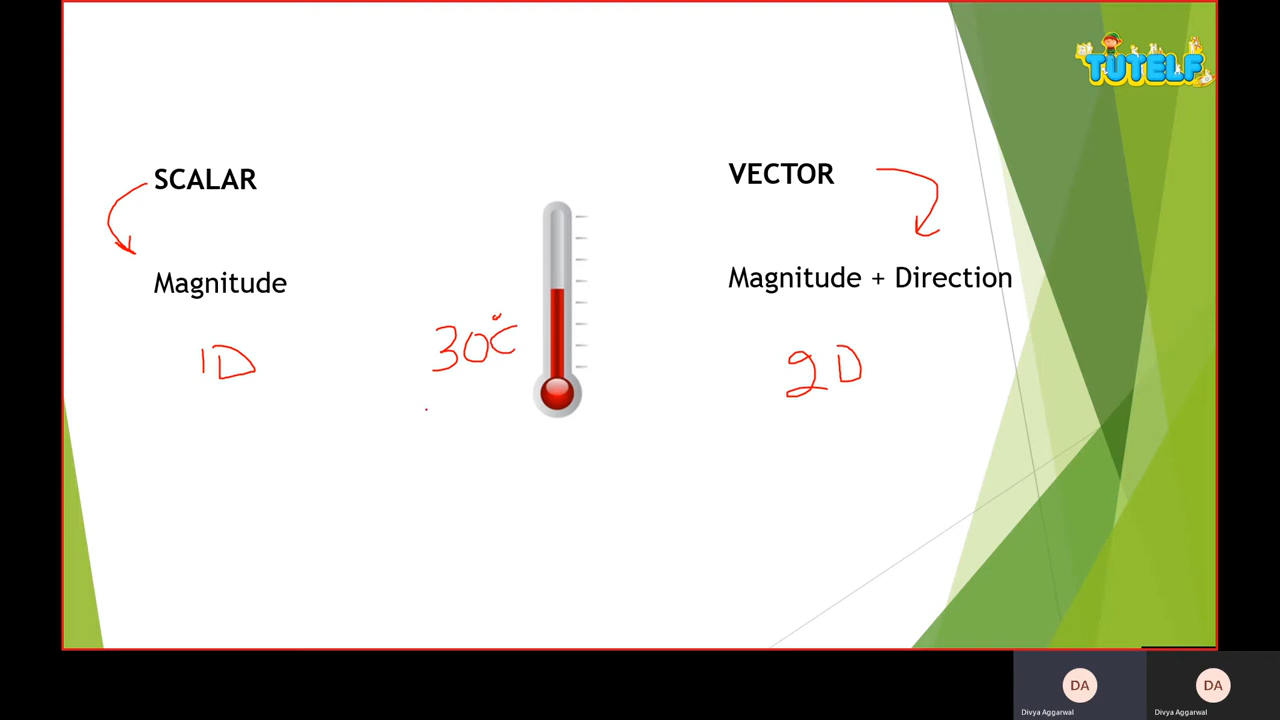 TUTELF
SCALAR
VECTOR
Magnitude
Magnitude + Direction
1D
30°C
2D
DA
DA
Divya Aggarwal
Divya Aggarwal